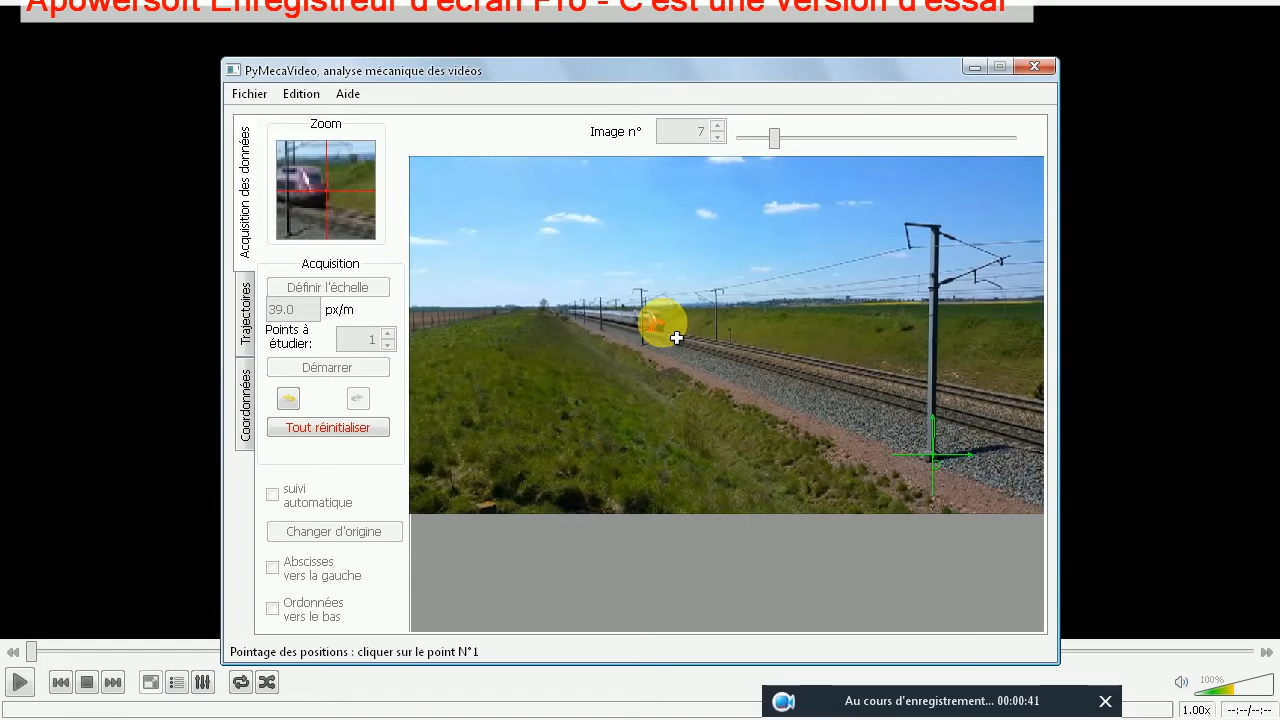 Apowersoft Enregistreur d'écran Pro - C'est une version d'essai
PyMecaVideo, analyse mécanique des videos
Fichier Edition Aide
Zoom
Image n° 7
Acquisition des données
Trajectoires
Coordonnées
Acquisition
Définir l'échelle
39.0 px/m
Points à
étudier: 1
Démarrer
Tout réinitialiser
suivi
automatique
Changer d'origine
Abscisses
vers la gauche
Ordonnées
vers le bas
Pointage des positions : cliquer sur le point N°1
100%
Au cours d'enregistrement... 00:00:41
1.00x --:--/--:--